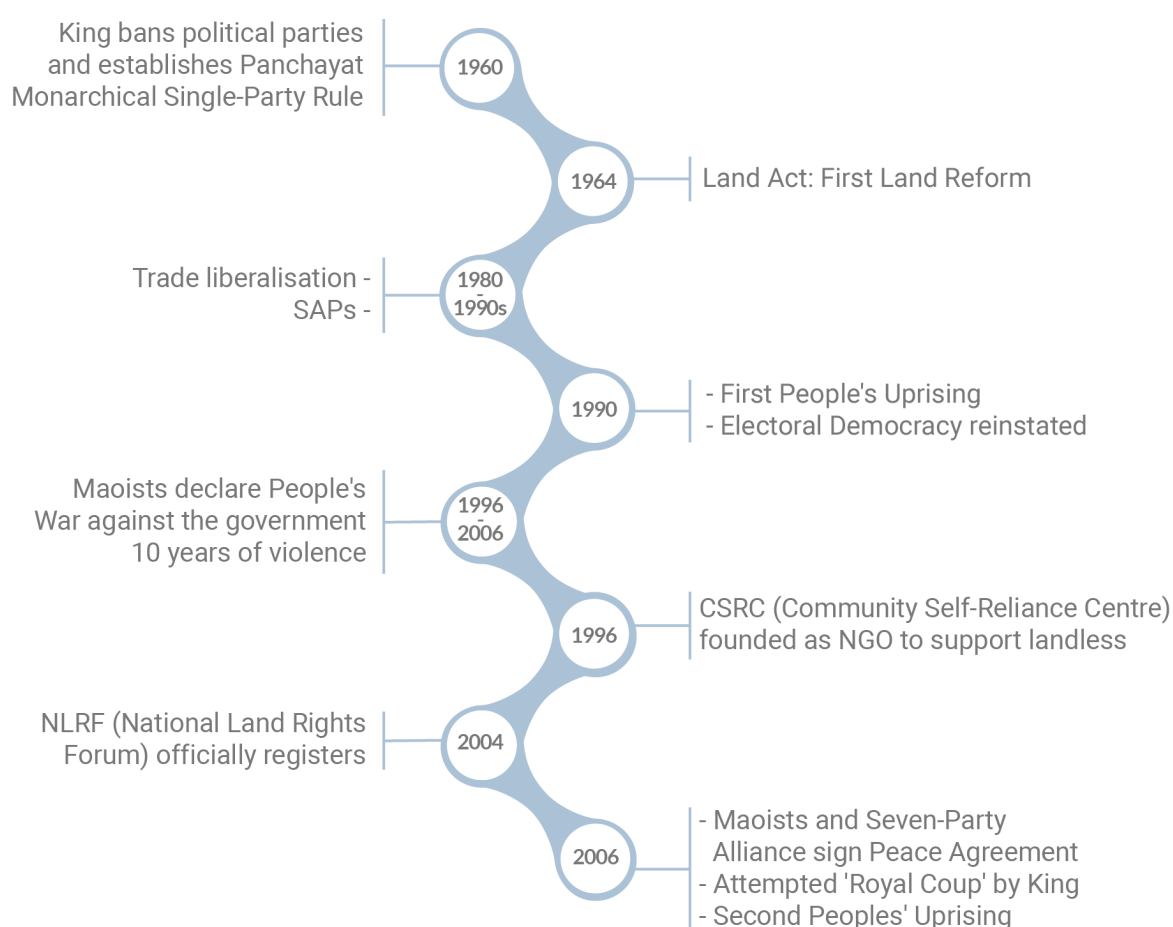 King bans political parties
and establishes Panchayat
Monarchical Single-Party Rule
1960
1964
Land Act: First Land Reform
Trade liberalisation -
SAPs -
1980
-
1990s
1990
- First People's Uprising
- Electoral Democracy reinstated
Maoists declare People's
War against the government
10 years of violence
1996
-
2006
1996
CSRC (Community Self-Reliance Centre)
founded as NGO to support landless
NLRF (National Land Rights
Forum) officially registers
2004
2006
- Maoists and Seven-Party
Alliance sign Peace Agreement
- Attempted 'Royal Coup' by King
- Second Peoples' Uprising